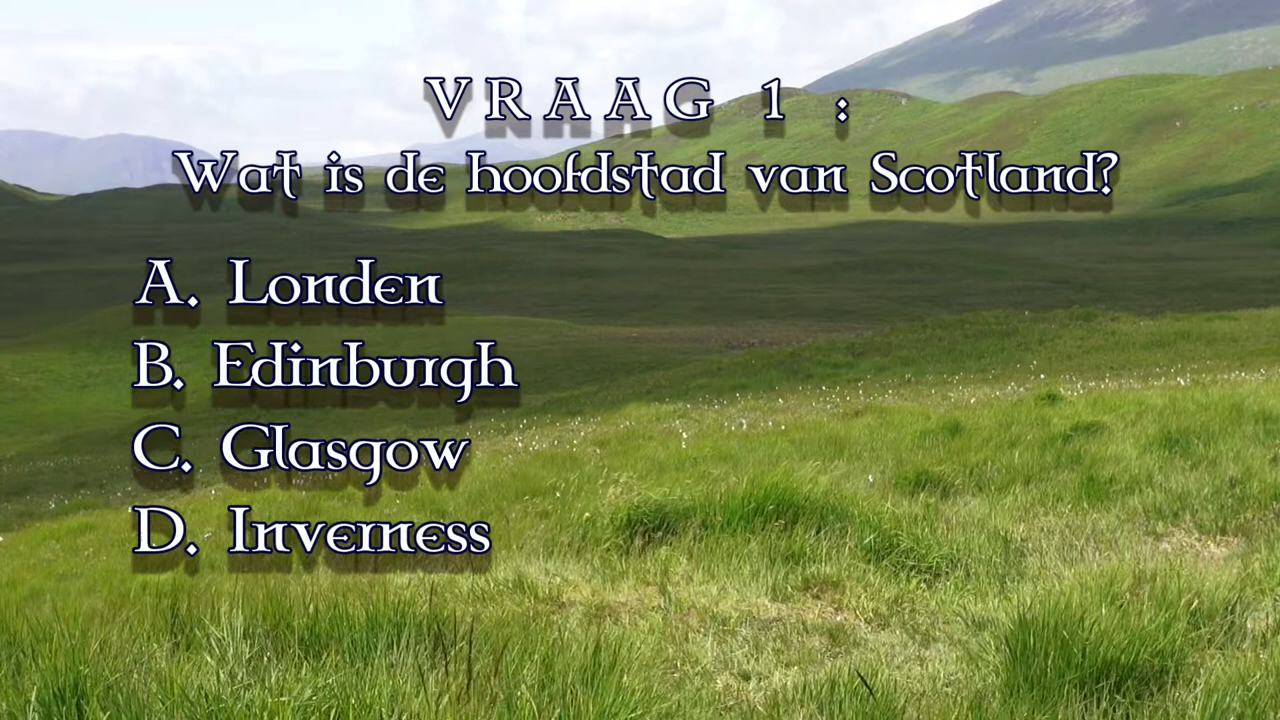 VRAAG 1 :
Wat is de hoofdstad van Scotland?
A. Londen
B. Edinburgh
C. Glasgow
D. Inverness